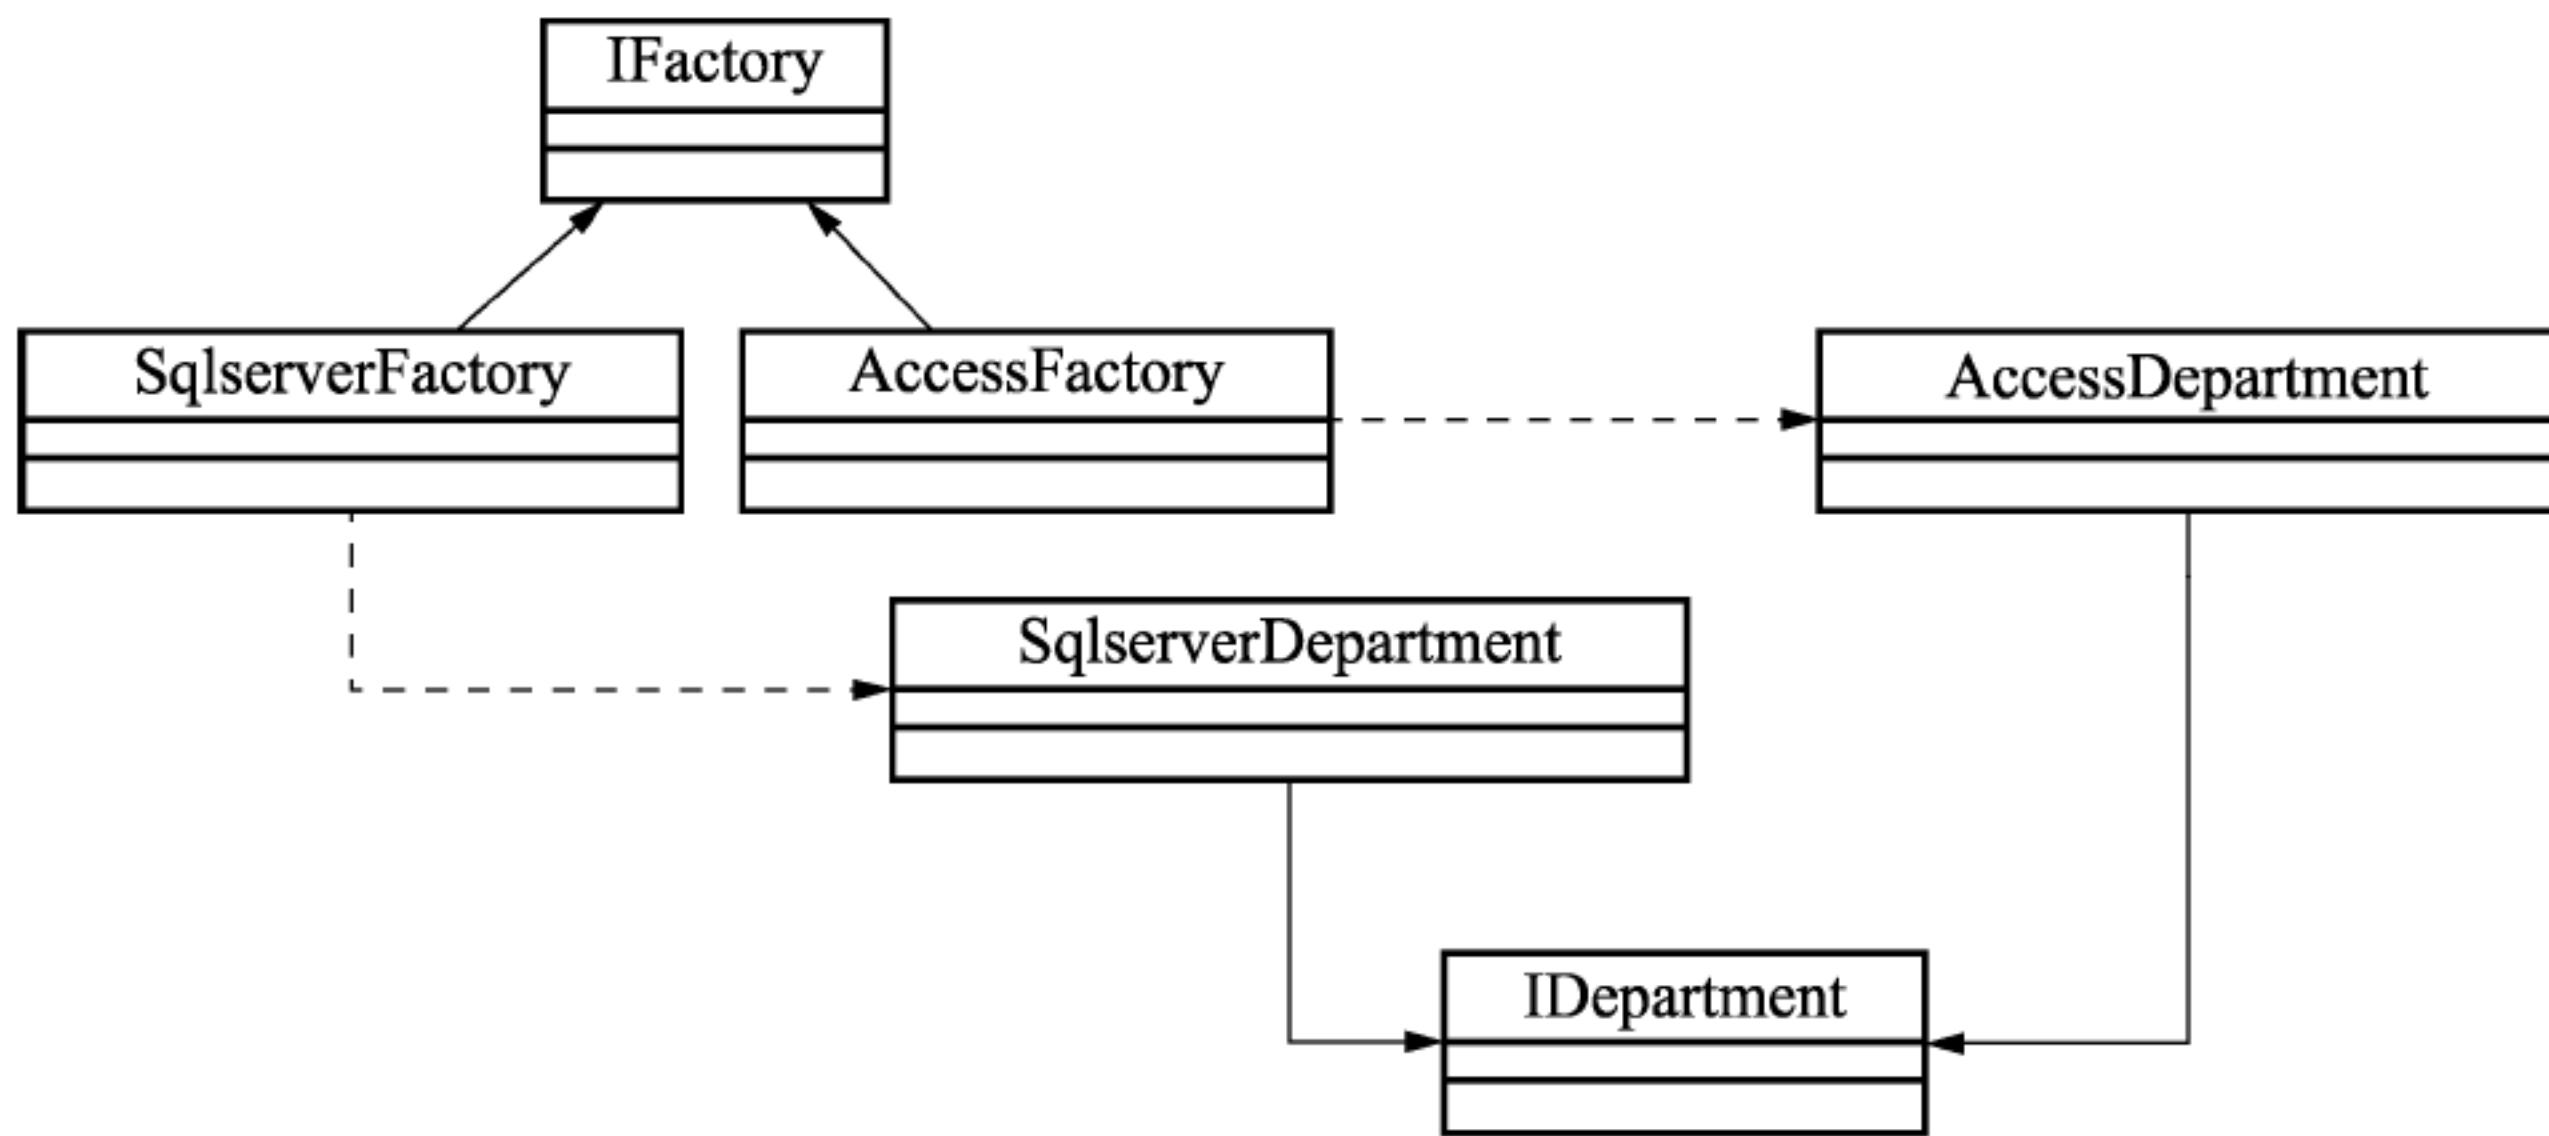 IFactory
SqlserverFactory
AccessFactory
AccessDepartment
SqlserverDepartment
IDepartment